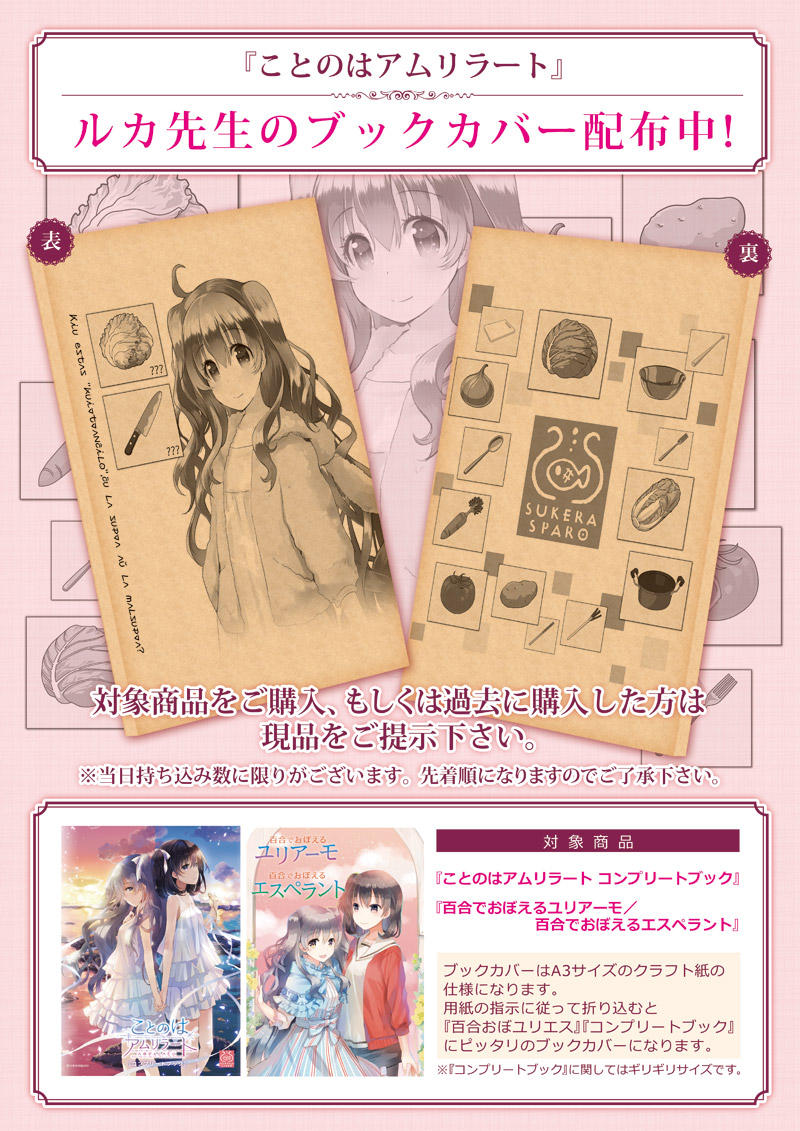 『ことのはアムリラート』
ルカ先生のブックカバー配布中!
表
裏
???
???
SUKERA
SPARO
対象商品をご購入、もしくは過去に購入した方は
現品をご提示下さい。
※当日持ち込み数に限りがございます。先着順になりますのでご了承下さい。
ことのは
アムリラート
コンプリートブック
百合でおぼえる
ユリアーモ
百合でおぼえる
エスペラント
対象商品
『ことのはアムリラート コンプリートブック』
『百合でおぼえるユリアーモ／
百合でおぼえるエスペラント』
ブックカバーはA3サイズのクラフト紙の
仕様になります。
用紙の指示に従って折り込むと
『百合おぼユリエス』『コンプリートブック』
にピッタリのブックカバーになります。
※『コンプリートブック』に関してはギリギリサイズです。